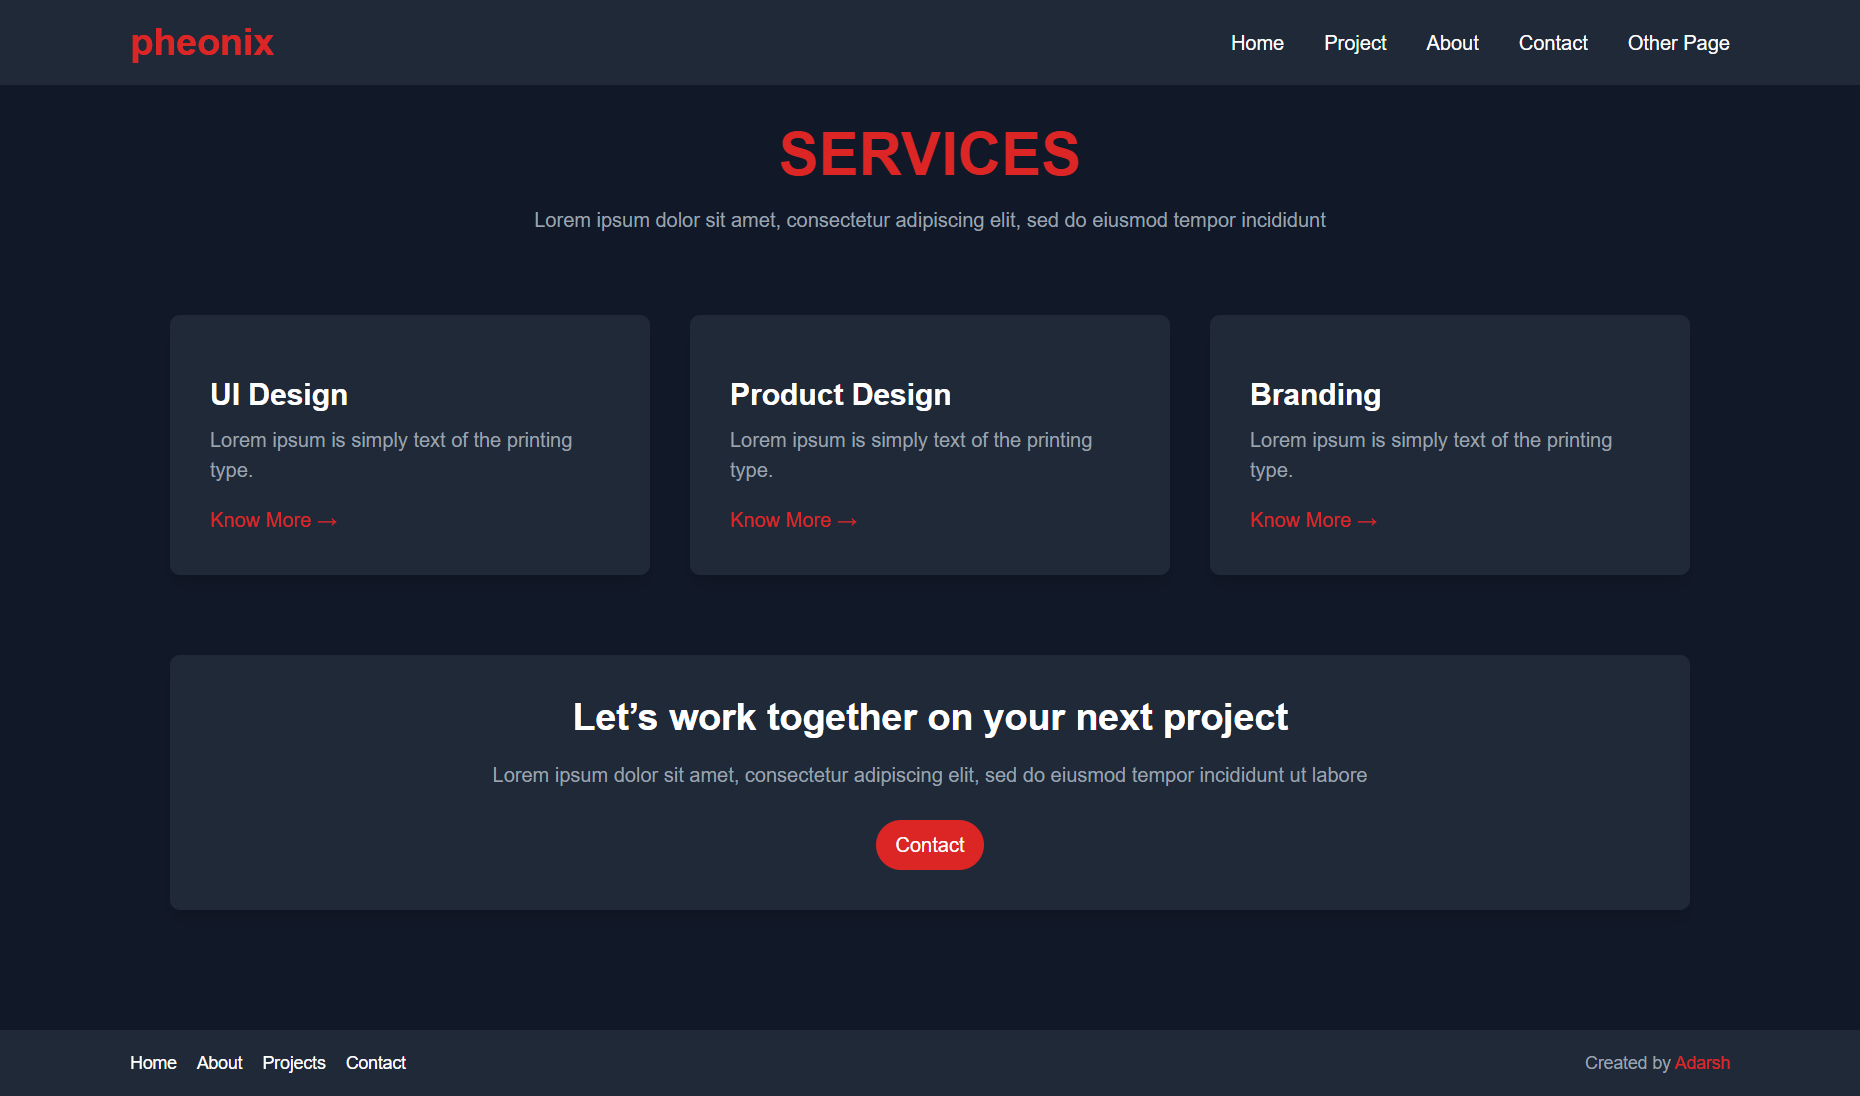 pheonix
Home Project About Contact Other Page
SERVICES
Lorem ipsum dolor sit amet, consectetur adipiscing elit, sed do eiusmod tempor incididunt
UI Design
Lorem ipsum is simply text of the printing
type.
Know More →
Product Design
Lorem ipsum is simply text of the printing
type.
Know More →
Branding
Lorem ipsum is simply text of the printing
type.
Know More →
Let’s work together on your next project
Lorem ipsum dolor sit amet, consectetur adipiscing elit, sed do eiusmod tempor incididunt ut labore
Contact
Home About Projects Contact
Created by Adarsh